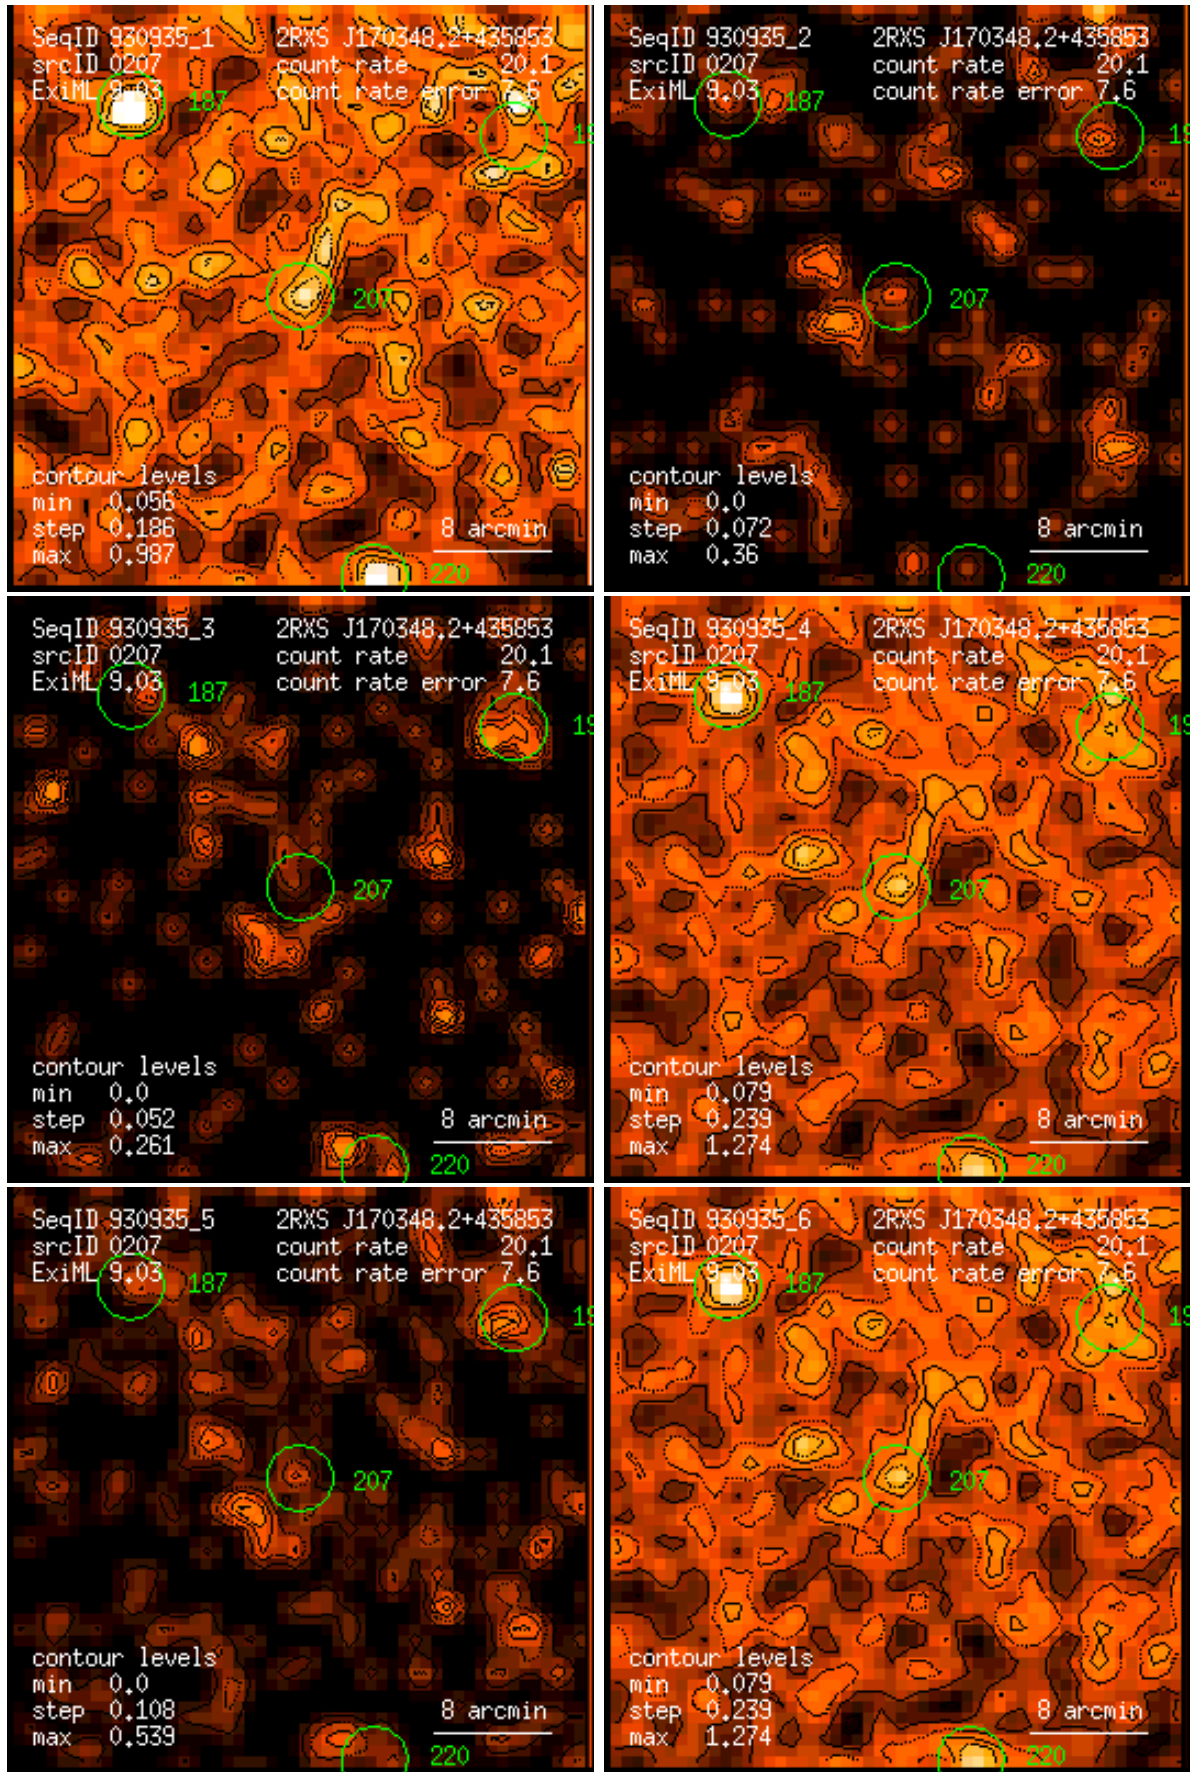 SeqID 930935_1 2RXS J170348.2+435853
srcID 0207 count rate 20.1
ExiML 9.03 count rate error 7.6
187
19
207
contour levels
min 0.056
step 0.186 8 arcmin
max 0.987
220
SeqID 930935_2 2RXS J170348.2+435853
srcID 0207 count rate 20.1
ExiML 9.03 count rate error 7.6
187
19
207
contour levels
min 0.0
step 0.072 8 arcmin
max 0.36
220
SeqID 930935_3 2RXS J170348.2+435853
srcID 0207 count rate 20.1
ExiML 9.03 count rate error 7.6
187
19
207
contour levels
min 0.0
step 0.052 8 arcmin
max 0.261
220
SeqID 930935_4 2RXS J170348.2+435853
srcID 0207 count rate 20.1
ExiML 9.03 count rate error 7.6
187
19
207
contour levels
min 0.079
step 0.239 8 arcmin
max 1.274
220
SeqID 930935_5 2RXS J170348.2+435853
srcID 0207 count rate 20.1
ExiML 9.03 count rate error 7.6
187
19
207
contour levels
min 0.0
step 0.108 8 arcmin
max 0.539
220
SeqID 930935_6 2RXS J170348.2+435853
srcID 0207 count rate 20.1
ExiML 9.03 count rate error 7.6
187
19
207
contour levels
min 0.079
step 0.239 8 arcmin
max 1.274
220